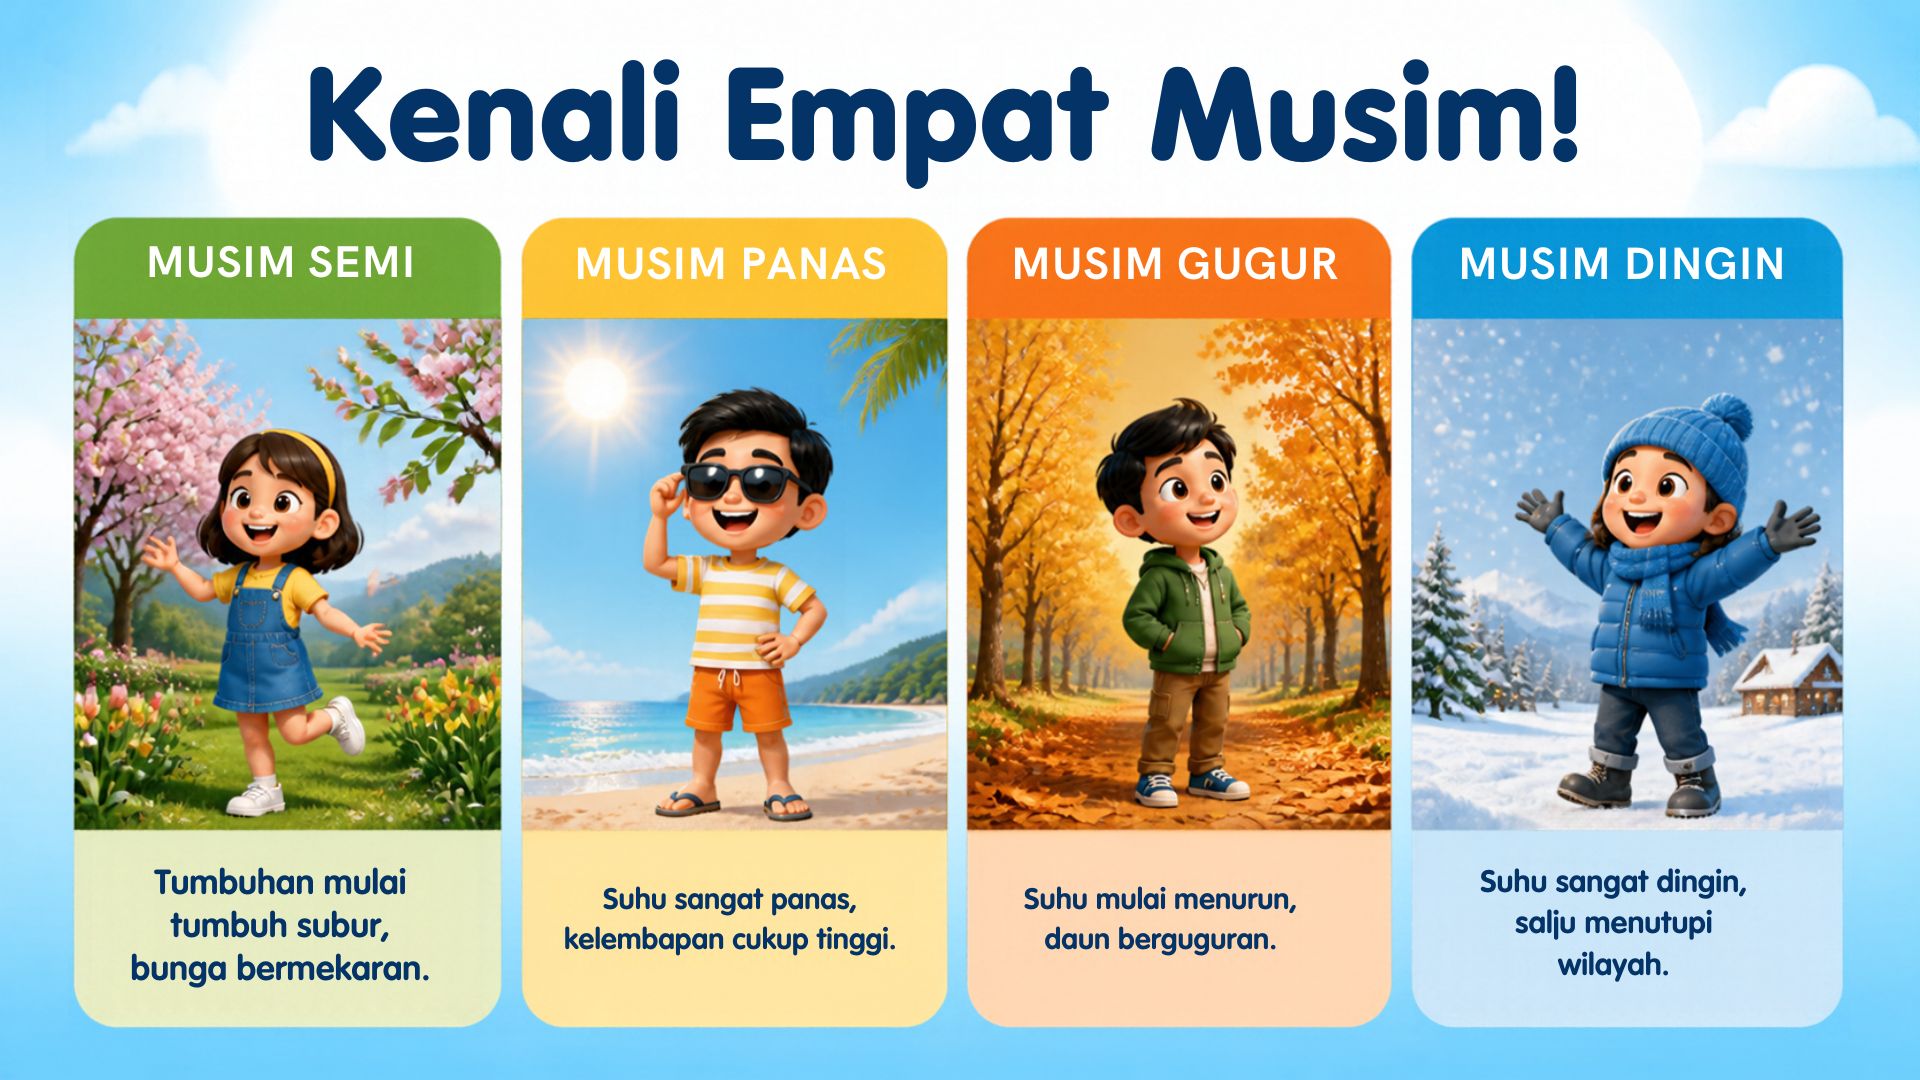 Kenali Empat Musim!
MUSIM SEMI
Tumbuhan mulai
tumbuh subur,
bunga bermekaran.
MUSIM PANAS
Suhu sangat panas,
kelembapan cukup tinggi.
MUSIM GUGUR
Suhu mulai menurun,
daun berguguran.
MUSIM DINGIN
Suhu sangat dingin,
salju menutupi
wilayah.